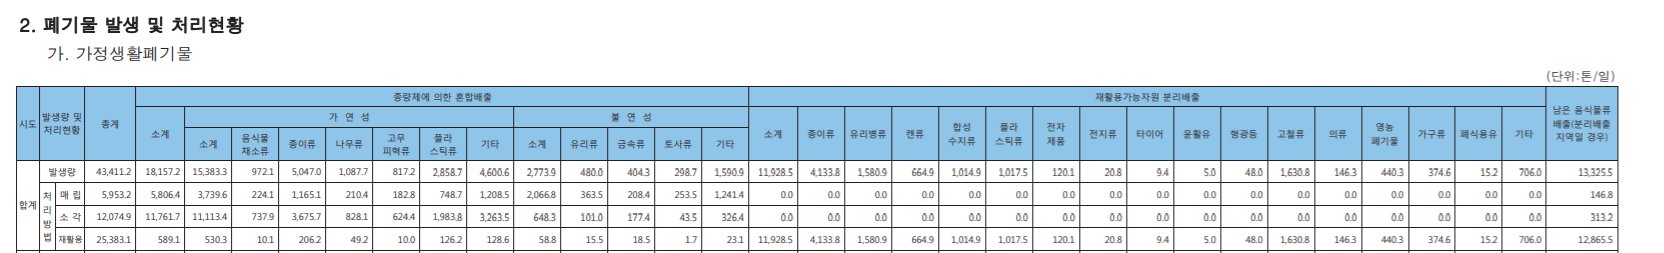 2. 폐기물 발생 및 처리현황
가. 가정생활폐기물
(단위:톤/일)
시도 발생량 및 처리현황 총계 종량제에 의한 혼합배출 재활용가능자원 분리배출 남은 음식물류 배출(분리배출 지역일 경우)
소계 가 연 성 불 연 성 소계 종이류 유리병류 캔류 합성수지류 플라스틱류 전자제품 전지류 타이어 윤활유 형광등 고철류 의류 영농폐기물 가구류 폐식용유 기타
소계 음식물채소류 종이류 나무류 고무피혁류 플라스틱류 기타 소계 유리류 금속류 토사류 기타
합계 발생량 43,411.2 18,157.2 15,383.3 972.1 5,047.0 1,087.7 817.2 2,858.7 4,600.6 2,773.9 480.0 404.3 298.7 1,590.9 11,928.5 4,133.8 1,580.9 664.9 1,014.9 1,017.5 120.1 20.8 9.4 5.0 48.0 1,630.8 146.3 440.3 374.6 15.2 706.0 13,325.5
처리방법 매 립 5,953.2 5,806.4 3,739.6 224.1 1,165.1 210.4 182.8 748.7 1,208.5 2,066.8 363.5 208.4 253.5 1,241.4 0.0 0.0 0.0 0.0 0.0 0.0 0.0 0.0 0.0 0.0 0.0 0.0 0.0 0.0 0.0 0.0 0.0 146.8
소 각 12,074.9 11,761.7 11,113.4 737.9 3,675.7 828.1 624.4 1,983.8 3,263.5 648.3 101.0 177.4 43.5 326.4 0.0 0.0 0.0 0.0 0.0 0.0 0.0 0.0 0.0 0.0 0.0 0.0 0.0 0.0 0.0 0.0 0.0 313.2
재활용 25,383.1 589.1 530.3 10.1 206.2 49.2 10.0 126.2 128.6 58.8 15.5 18.5 1.7 23.1 11,928.5 4,133.8 1,580.9 664.9 1,014.9 1,017.5 120.1 20.8 9.4 5.0 48.0 1,630.8 146.3 440.3 374.6 15.2 706.0 12,865.5